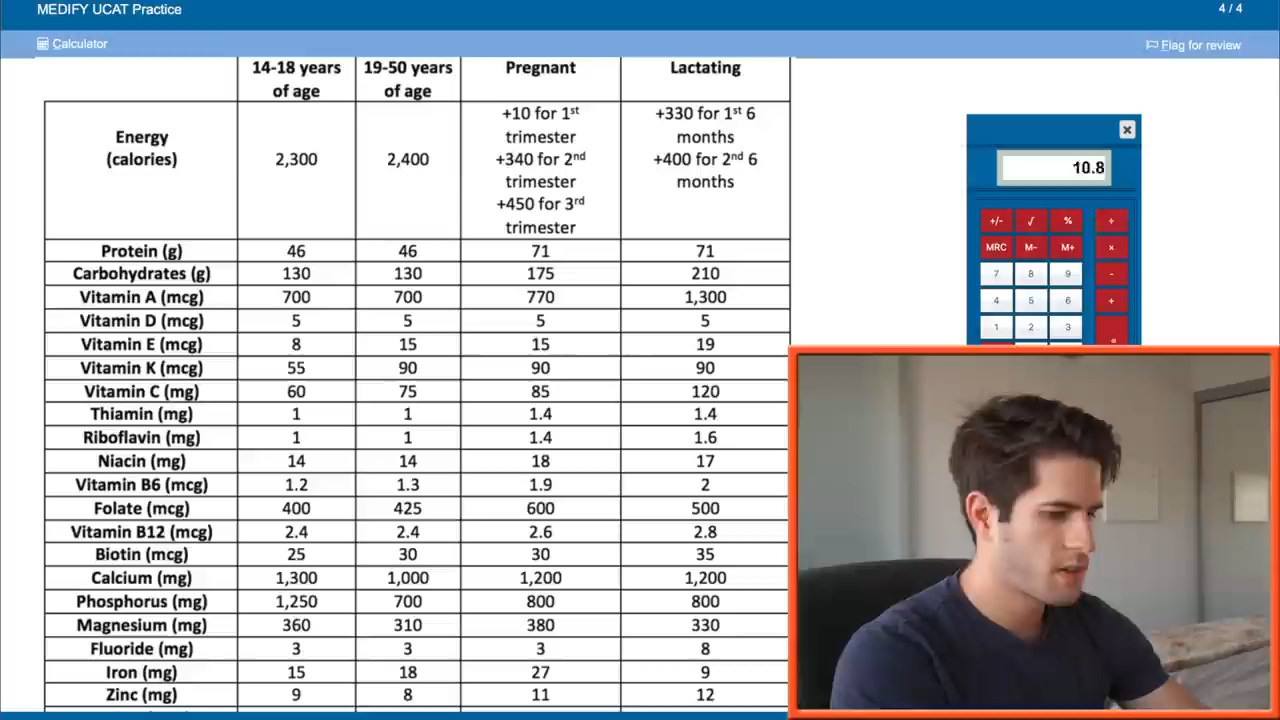 MEDIFY UCAT Practice
4 / 4
Calculator
Flag for review
14-18 years of age
19-50 years of age
Pregnant
Lactating
Energy (calories)
2,300
2,400
+10 for 1st trimester
+340 for 2nd trimester
+450 for 3rd trimester
+330 for 1st 6 months
+400 for 2nd 6 months
Protein (g) 46 46 71 71
Carbohydrates (g) 130 130 175 210
Vitamin A (mcg) 700 700 770 1,300
Vitamin D (mcg) 5 5 5 5
Vitamin E (mcg) 8 15 15 19
Vitamin K (mcg) 55 90 90 90
Vitamin C (mg) 60 75 85 120
Thiamin (mg) 1 1 1.4 1.4
Riboflavin (mg) 1 1 1.4 1.6
Niacin (mg) 14 14 18 17
Vitamin B6 (mcg) 1.2 1.3 1.9 2
Folate (mcg) 400 425 600 500
Vitamin B12 (mcg) 2.4 2.4 2.6 2.8
Biotin (mcg) 25 30 30 35
Calcium (mg) 1,300 1,000 1,200 1,200
Phosphorus (mg) 1,250 700 800 800
Magnesium (mg) 360 310 380 330
Fluoride (mg) 3 3 3 8
Iron (mg) 15 18 27 9
Zinc (mg) 9 8 11 12
×
10.8
+/- √ % ÷
MRC M- M+ ×
7 8 9 -
4 5 6 +
1 2 3 =